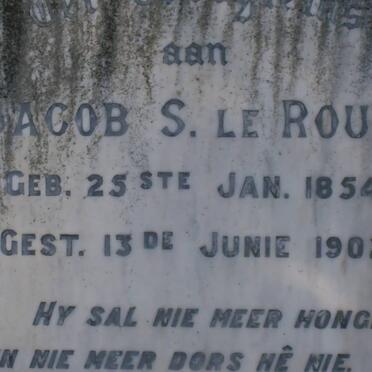 aan
JACOB S. LE ROU
GEB. 25STE JAN. 1854
GEST. 13DE JUNIE 190
HY SAL NIE MEER HONG
N NIE MEER DORS HÊ NIE.